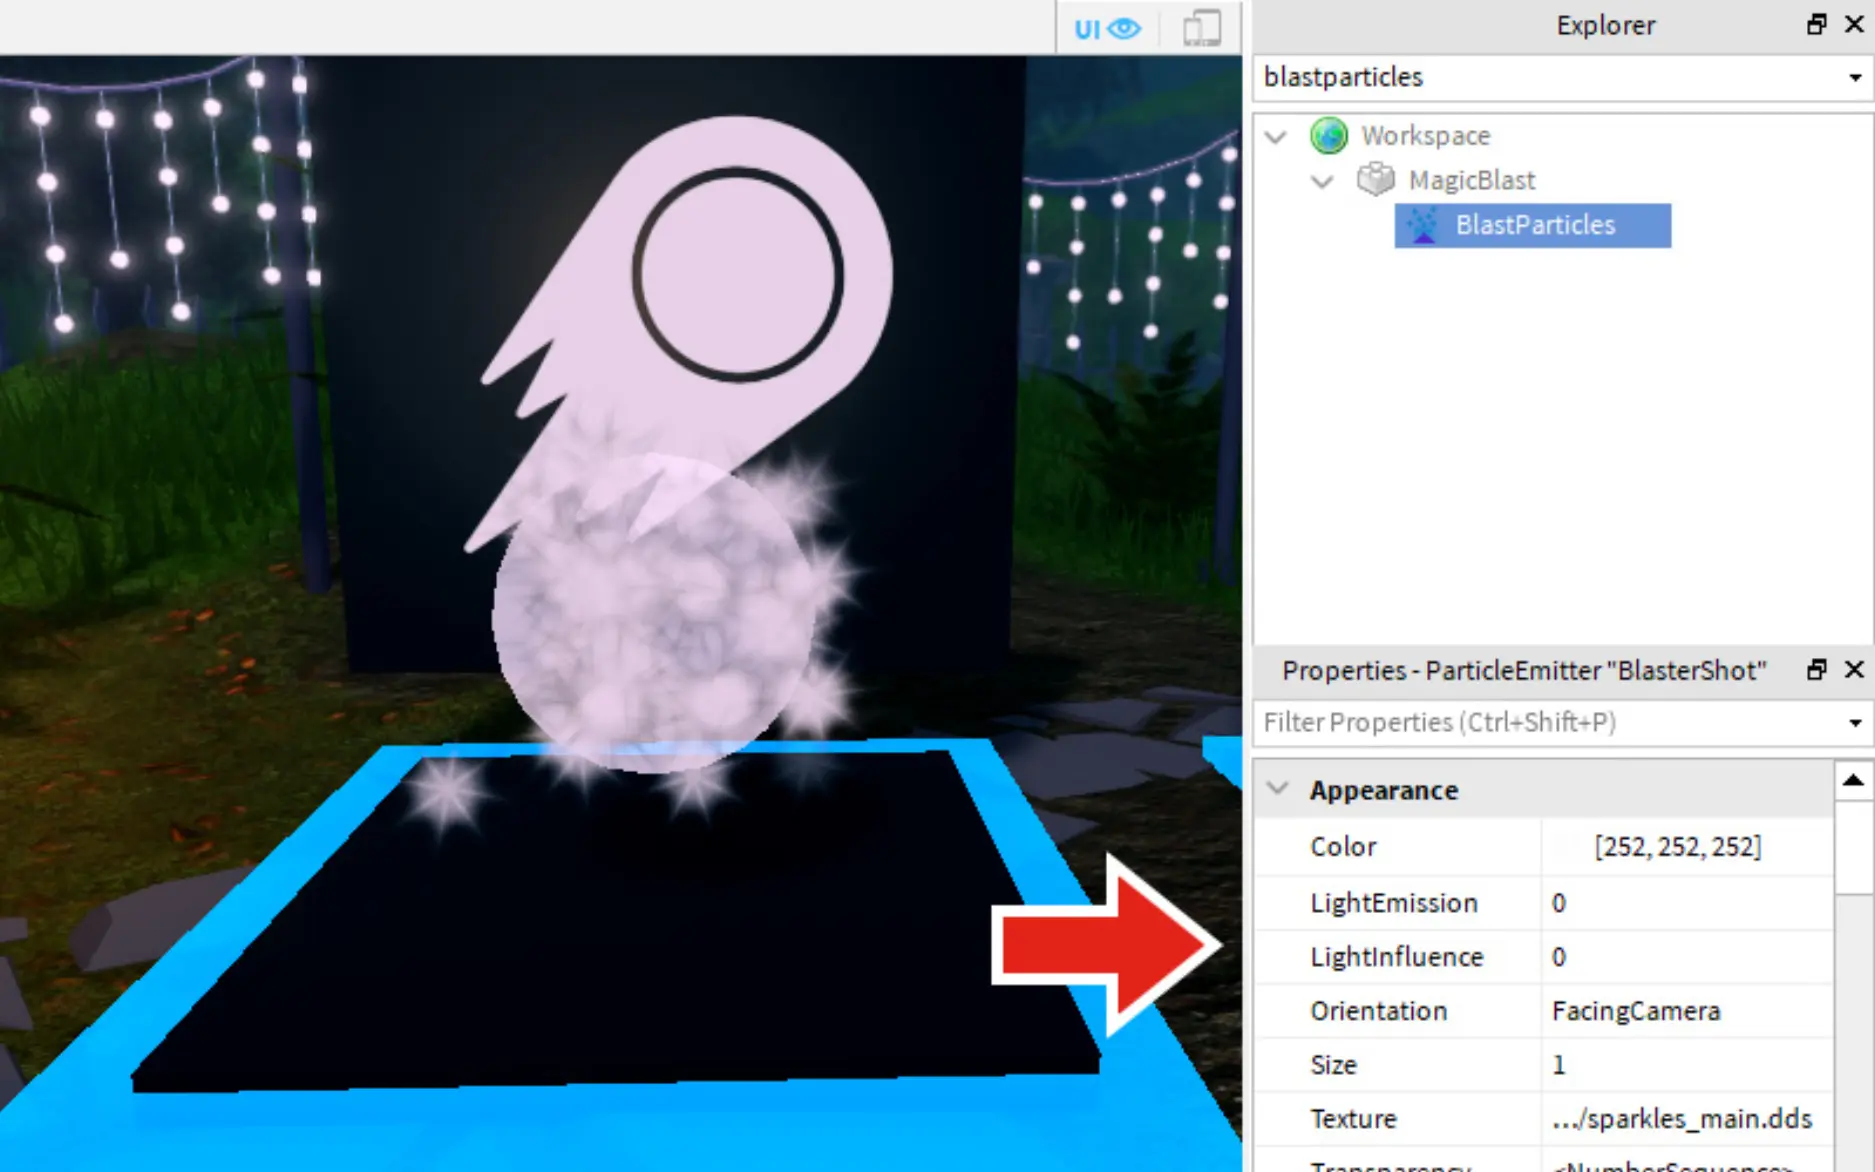 UI
Explorer
blastparticles
Workspace
MagicBlast
BlastParticles
Properties - ParticleEmitter "BlasterShot"
Filter Properties (Ctrl+Shift+P)
Appearance
Color [252, 252, 252]
LightEmission 0
LightInfluence 0
Orientation FacingCamera
Size 1
Texture .../sparkles_main.dds
Transparency <NumberSequence>